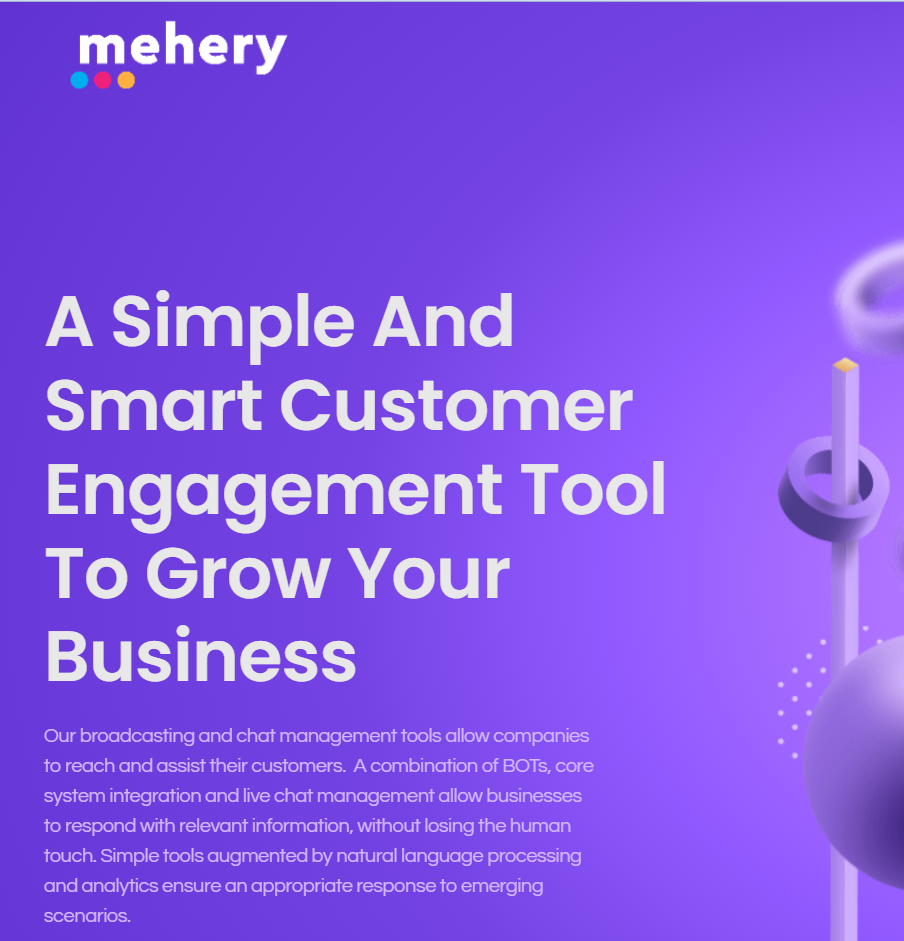 mehery
A Simple And
Smart Customer
Engagement Tool
To Grow Your
Business
Our broadcasting and chat management tools allow companies
to reach and assist their customers.  A combination of BOTs, core
system integration and live chat management allow businesses
to respond with relevant information, without losing the human
touch. Simple tools augmented by natural language processing
and analytics ensure an appropriate response to emerging
scenarios.